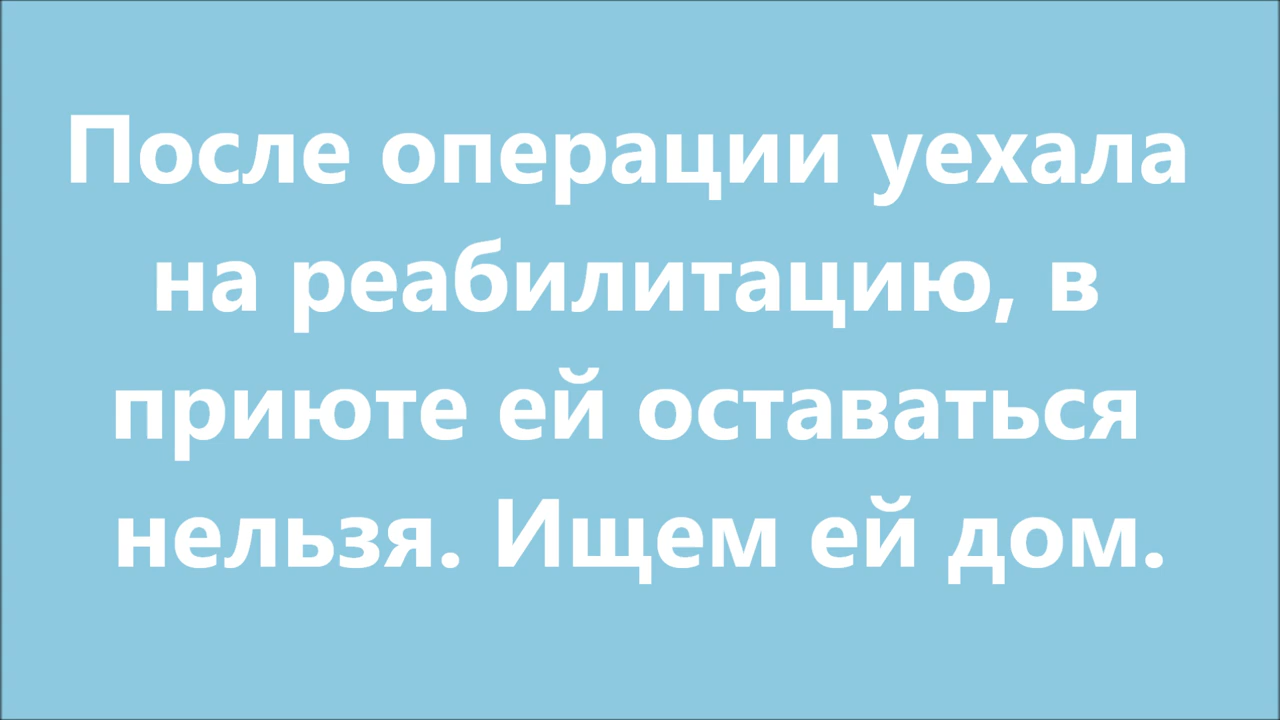 После операции уехала
на реабилитацию, в
приюте ей оставаться
нельзя. Ищем ей дом.